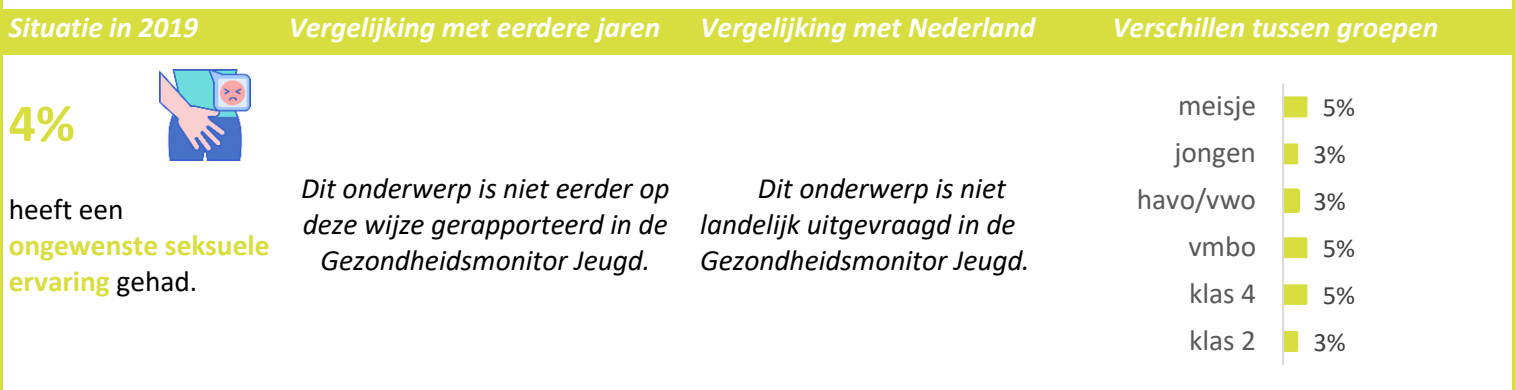 Situatie in 2019
Vergelijking met eerdere jaren
Vergelijking met Nederland
Verschillen tussen groepen
4%
heeft een
ongewenste seksuele
ervaring gehad.
Dit onderwerp is niet eerder op
deze wijze gerapporteerd in de
Gezondheidsmonitor Jeugd.
Dit onderwerp is niet
landelijk uitgevraagd in de
Gezondheidsmonitor Jeugd.
meisje 5%
jongen 3%
havo/vwo 3%
vmbo 5%
klas 4 5%
klas 2 3%